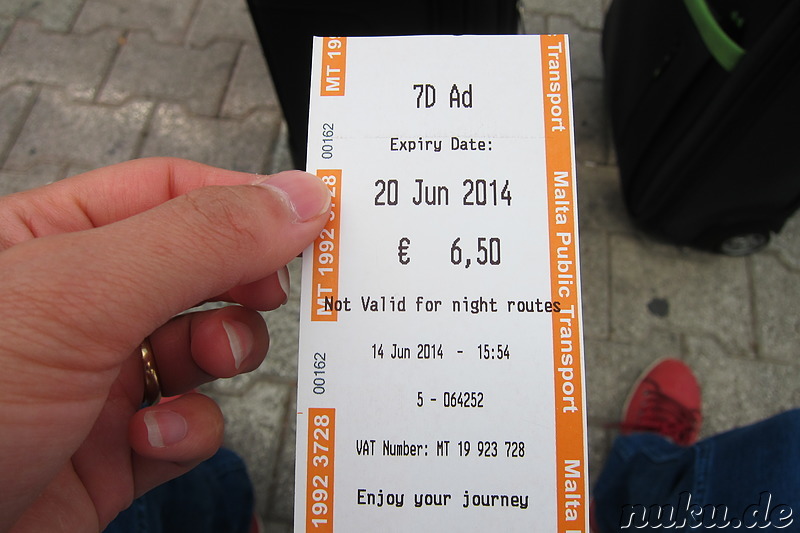 7D Ad
Expiry Date:
20 Jun 2014
€ 6,50
Not Valid for night routes
14 Jun 2014 - 15:54
5 - 064252
VAT Number: MT 19 923 728
Enjoy your journey
MT 19
00162
MT 1992 3728
00162
1992 3728
Transport
Malta Public Transport
Malta
nuku.de